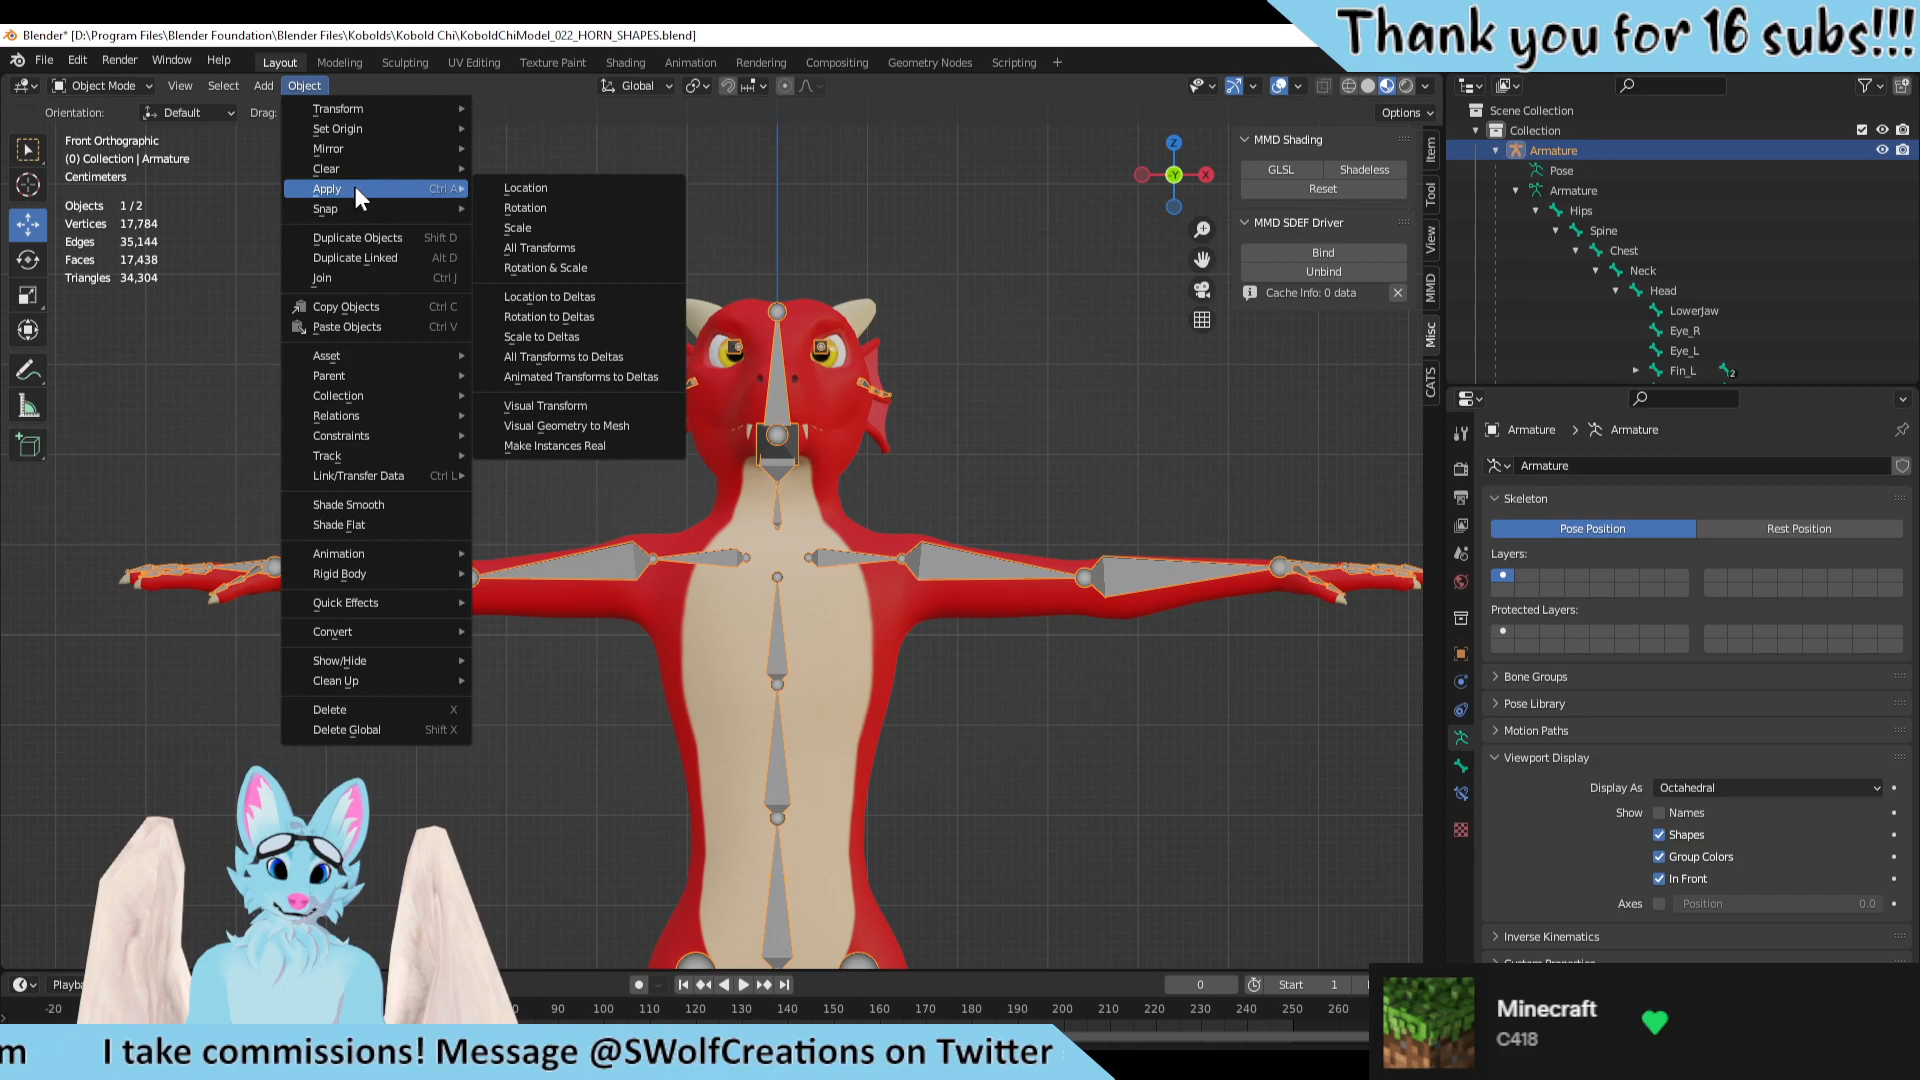 Thank you for 16 subs!!!
Blender* [D:\Program Files\Blender Foundation\Blender Files\Kobolds\Kobold Chi\KoboldChiModel_022_HORN_SHAPES.blend]
File Edit Render Window Help Layout Modeling Sculpting UV Editing Texture Paint Shading Animation Rendering Compositing Geometry Nodes Scripting +
Object Mode View Select Add Object Global
Orientation: Default Drag: Options
Front Orthographic
(0) Collection | Armature
Centimeters
Objects 1 / 2
Vertices 17,784
Edges 35,144
Faces 17,438
Triangles 34,304
Transform
Set Origin
Mirror
Clear
Apply Ctrl A
Snap
Duplicate Objects Shift D
Duplicate Linked Alt D
Join Ctrl J
Copy Objects Ctrl C
Paste Objects Ctrl V
Asset
Parent
Collection
Relations
Constraints
Track
Link/Transfer Data Ctrl L
Shade Smooth
Shade Flat
Animation
Rigid Body
Quick Effects
Convert
Show/Hide
Clean Up
Delete X
Delete Global Shift X
Location
Rotation
Scale
All Transforms
Rotation & Scale
Location to Deltas
Rotation to Deltas
Scale to Deltas
All Transforms to Deltas
Animated Transforms to Deltas
Visual Transform
Visual Geometry to Mesh
Make Instances Real
Z
Y
X
MMD Shading
GLSL Shadeless
Reset
MMD SDEF Driver
Bind
Unbind
Cache Info: 0 data
Item
Tool
View
MMD
Misc
CATS
Scene Collection
Collection
Armature
Pose
Armature
Hips
Spine
Chest
Neck
Head
LowerJaw
Eye_R
Eye_L
Fin_L 2
Armature > Armature
Armature
Skeleton
Pose Position Rest Position
Layers:
Protected Layers:
Bone Groups
Pose Library
Motion Paths
Viewport Display
Display As Octahedral
Show Names
Shapes
Group Colors
In Front
Axes Position 0.0
Inverse Kinematics
Custom Properties
Playba
0 Start 1
-20 90 100 110 120 130 140 150 160 170 180 190 200 210 220 230 240 250 260
Minecraft
C418
m I take commissions! Message @SWolfCreations on Twitter